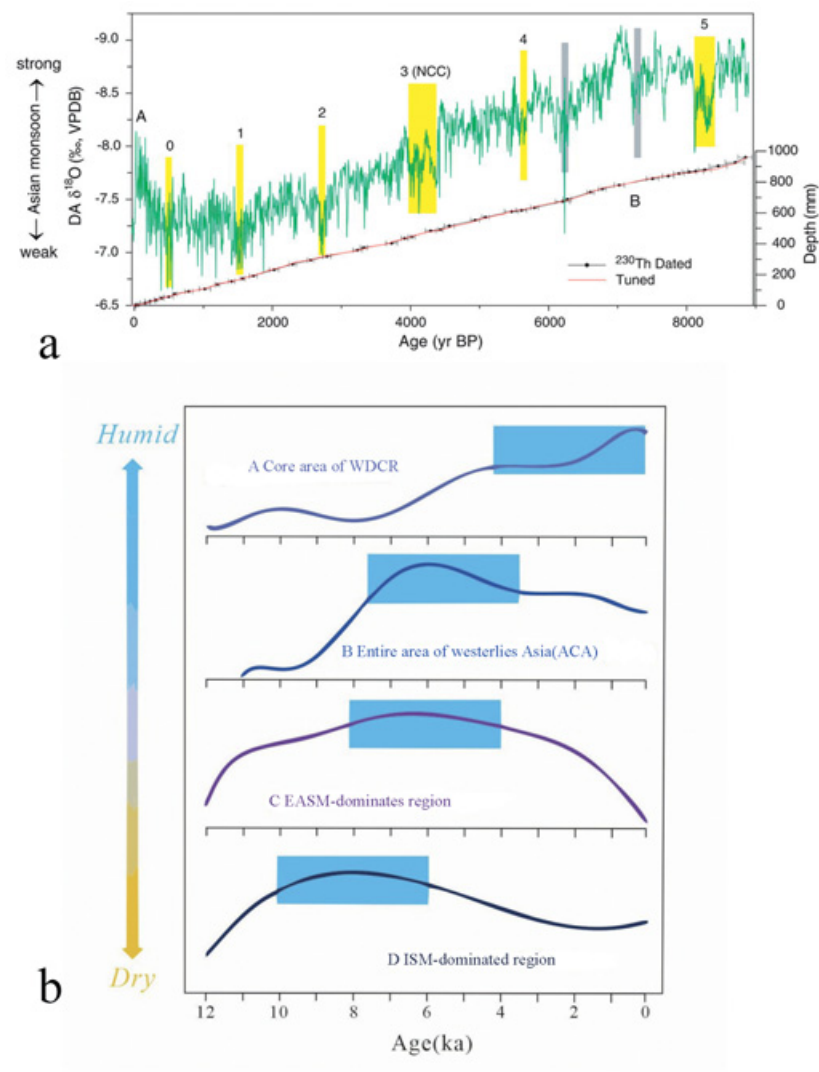 strong
← Asian monsoon →
weak
DA δ¹⁸O (‰, VPDB)
-9.0
-8.5
-8.0
-7.5
-7.0
-6.5
A
0
1
2
3 (NCC)
4
5
B
1000
800
600
400
200
0
Depth (mm)
²³⁰Th Dated
Tuned
0 2000 4000 6000 8000
Age (yr BP)
a
Humid
A Core area of WDCR
B Entire area of westerlies Asia(ACA)
C EASM-dominates region
D ISM-dominated region
Dry
b
12 10 8 6 4 2 0
Age(ka)